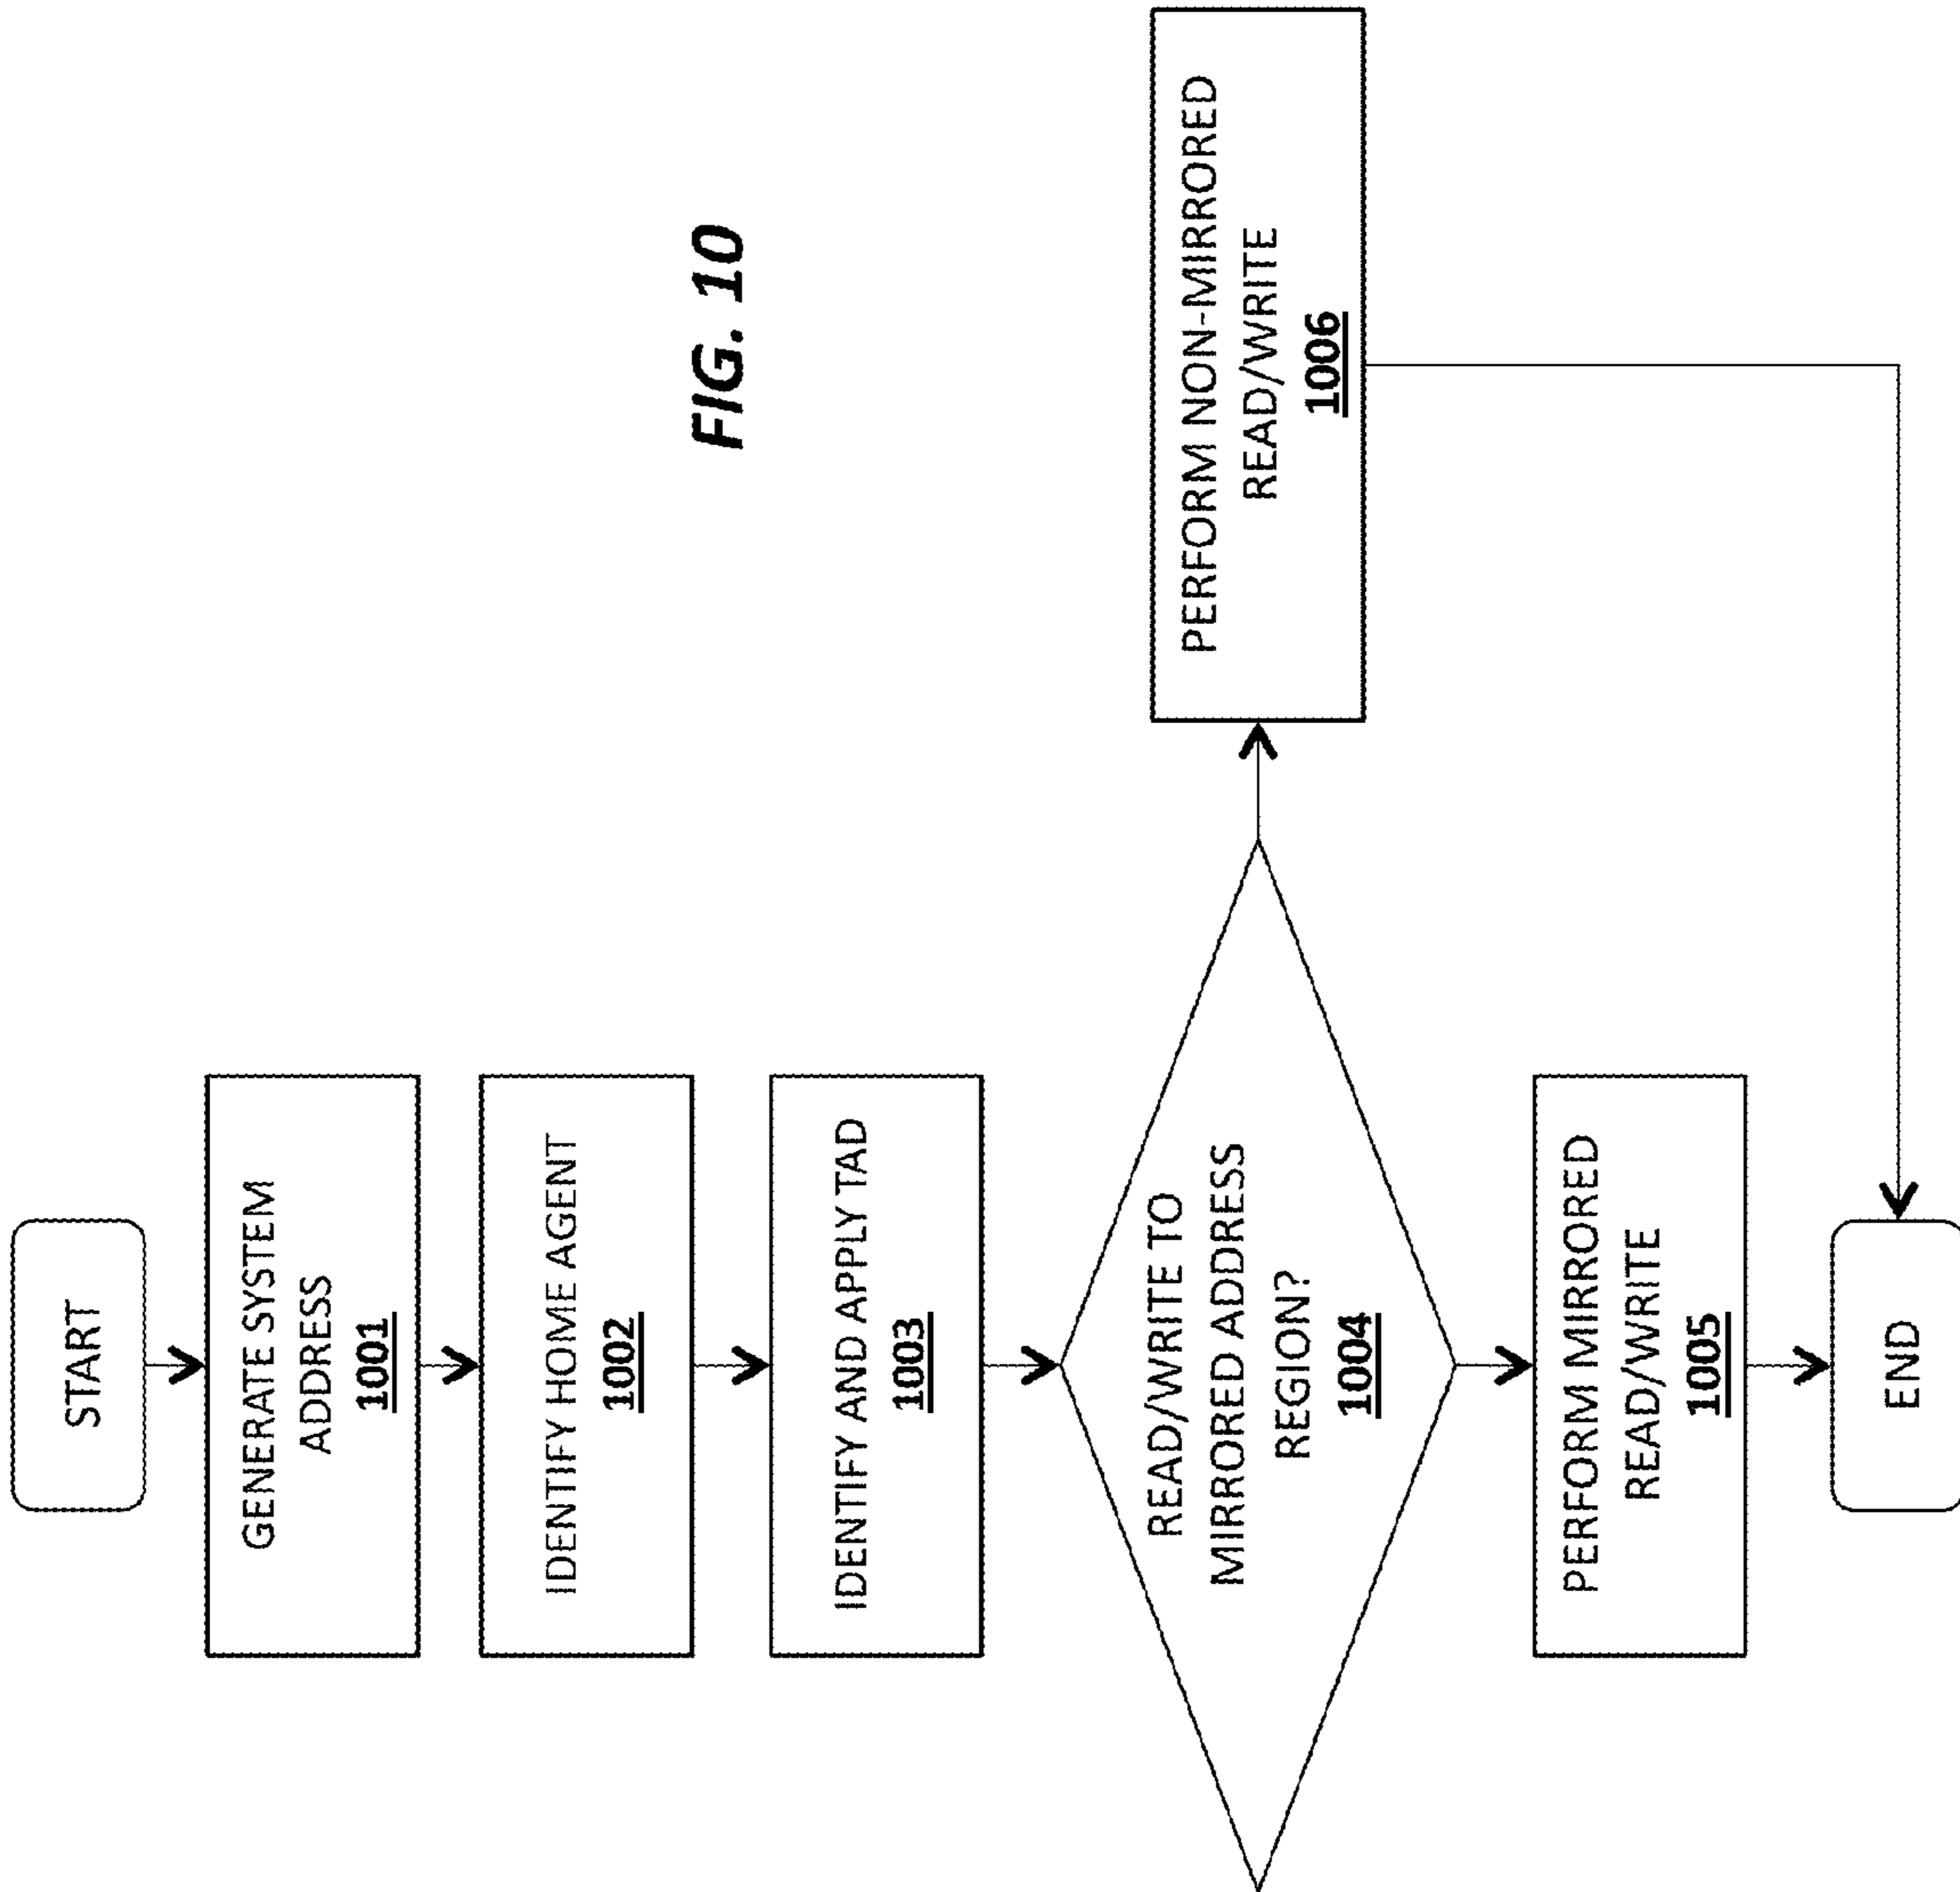 START
GENERATE SYSTEM
ADDRESS
1001
IDENTIFY HOME AGENT
1002
IDENTIFY AND APPLY TAD
1003
READ/WRITE TO
MIRRORED ADDRESS
REGION?
1004
PERFORM NON-MIRRORED
READ/WRITE
1006
PERFORM MIRRORED
READ/WRITE
1005
END
FIG. 10